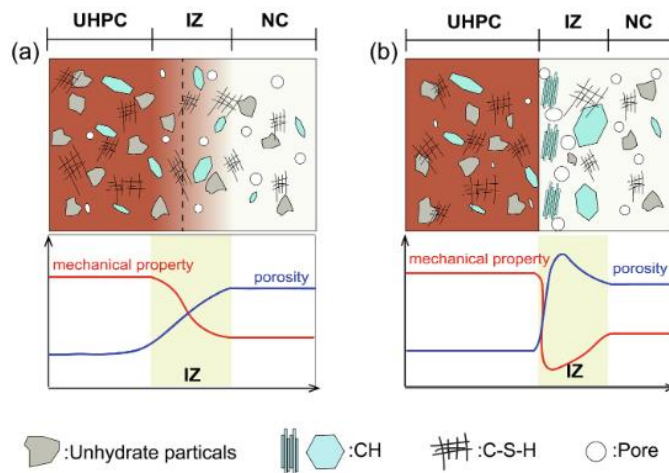 UHPC IZ NC
UHPC IZ NC
(a)
(b)
mechanical property
porosity
IZ
mechanical property
porosity
IZ
:Unhydrate particals :CH :C-S-H :Pore